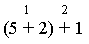 1 2
(5 + 2) + 1